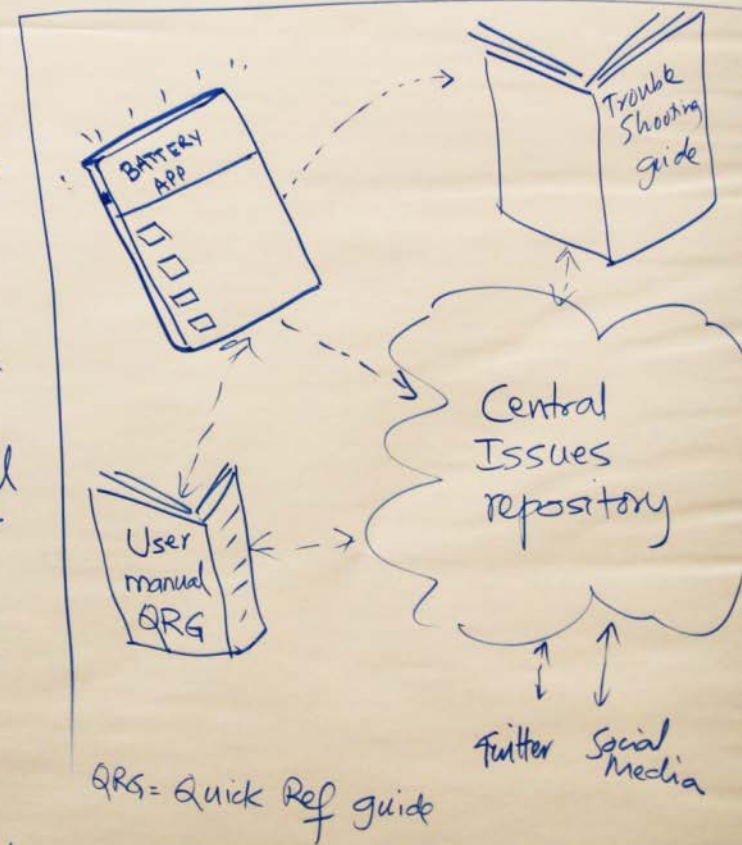 BATTERY
APP
Trouble
Shooting
guide
Central
Issues
repository
User
manual
QRG
Twitter
Social
Media
QRG = Quick Ref guide